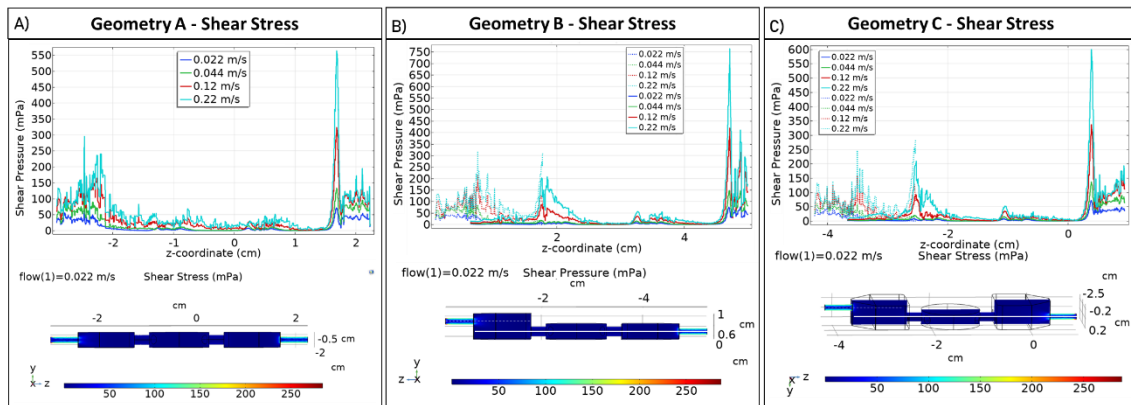 A)
Geometry A - Shear Stress
Shear Pressure (mPa)
550
500
450
400
350
300
250
200
150
100
50
0
0.022 m/s
0.044 m/s
0.12 m/s
0.22 m/s
-2 -1 0 1 2
z-coordinate (cm)
flow(1)=0.022 m/s Shear Stress (mPa)
cm
-2 0 2
-0.5 cm
-2
y
x z
50 100 150 200 250
B)
Geometry B - Shear Stress
Shear Pressure (mPa)
750
700
650
600
550
500
450
400
350
300
250
200
150
100
50
0
0.022 m/s
0.044 m/s
0.12 m/s
0.22 m/s
0.022 m/s
0.044 m/s
0.12 m/s
0.22 m/s
2 4
z-coordinate (cm)
flow(1)=0.022 m/s Shear Pressure (mPa)
cm
-2 -4
1
cm
0.6
0
cm
y
z x
50 100 150 200 250
C)
Geometry C - Shear Stress
Shear Pressure (mPa)
600
550
500
450
400
350
300
250
200
150
100
50
0
0.022 m/s
0.044 m/s
0.12 m/s
0.22 m/s
0.022 m/s
0.044 m/s
0.12 m/s
0.22 m/s
-4 -2 0
z-coordinate (cm)
flow(1)=0.022 m/s Shear Stress (mPa)
cm
-2.5
-0.2
0.2
cm
-4 -2 0
cm
x z
y
50 100 150 200 250